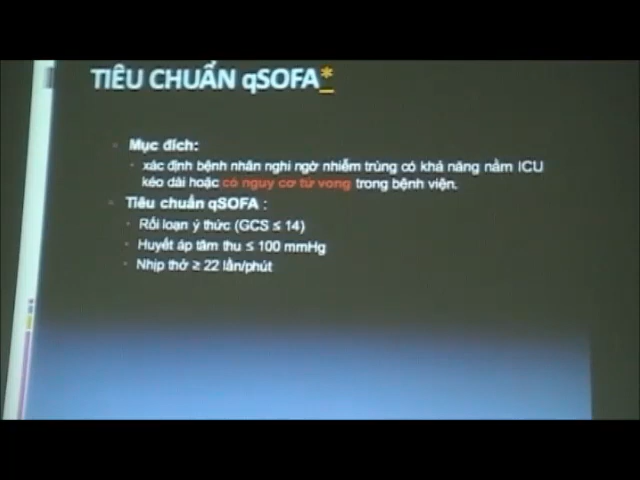 TIÊU CHUẨN qSOFA*
Mục đích:
xác định bệnh nhân nghi ngờ nhiễm trùng có khả năng nằm ICU
kéo dài hoặc có nguy cơ tử vong trong bệnh viện.
Tiêu chuẩn qSOFA :
Rối loạn ý thức (GCS ≤ 14)
Huyết áp tâm thu ≤ 100 mmHg
Nhịp thở ≥ 22 lần/phút